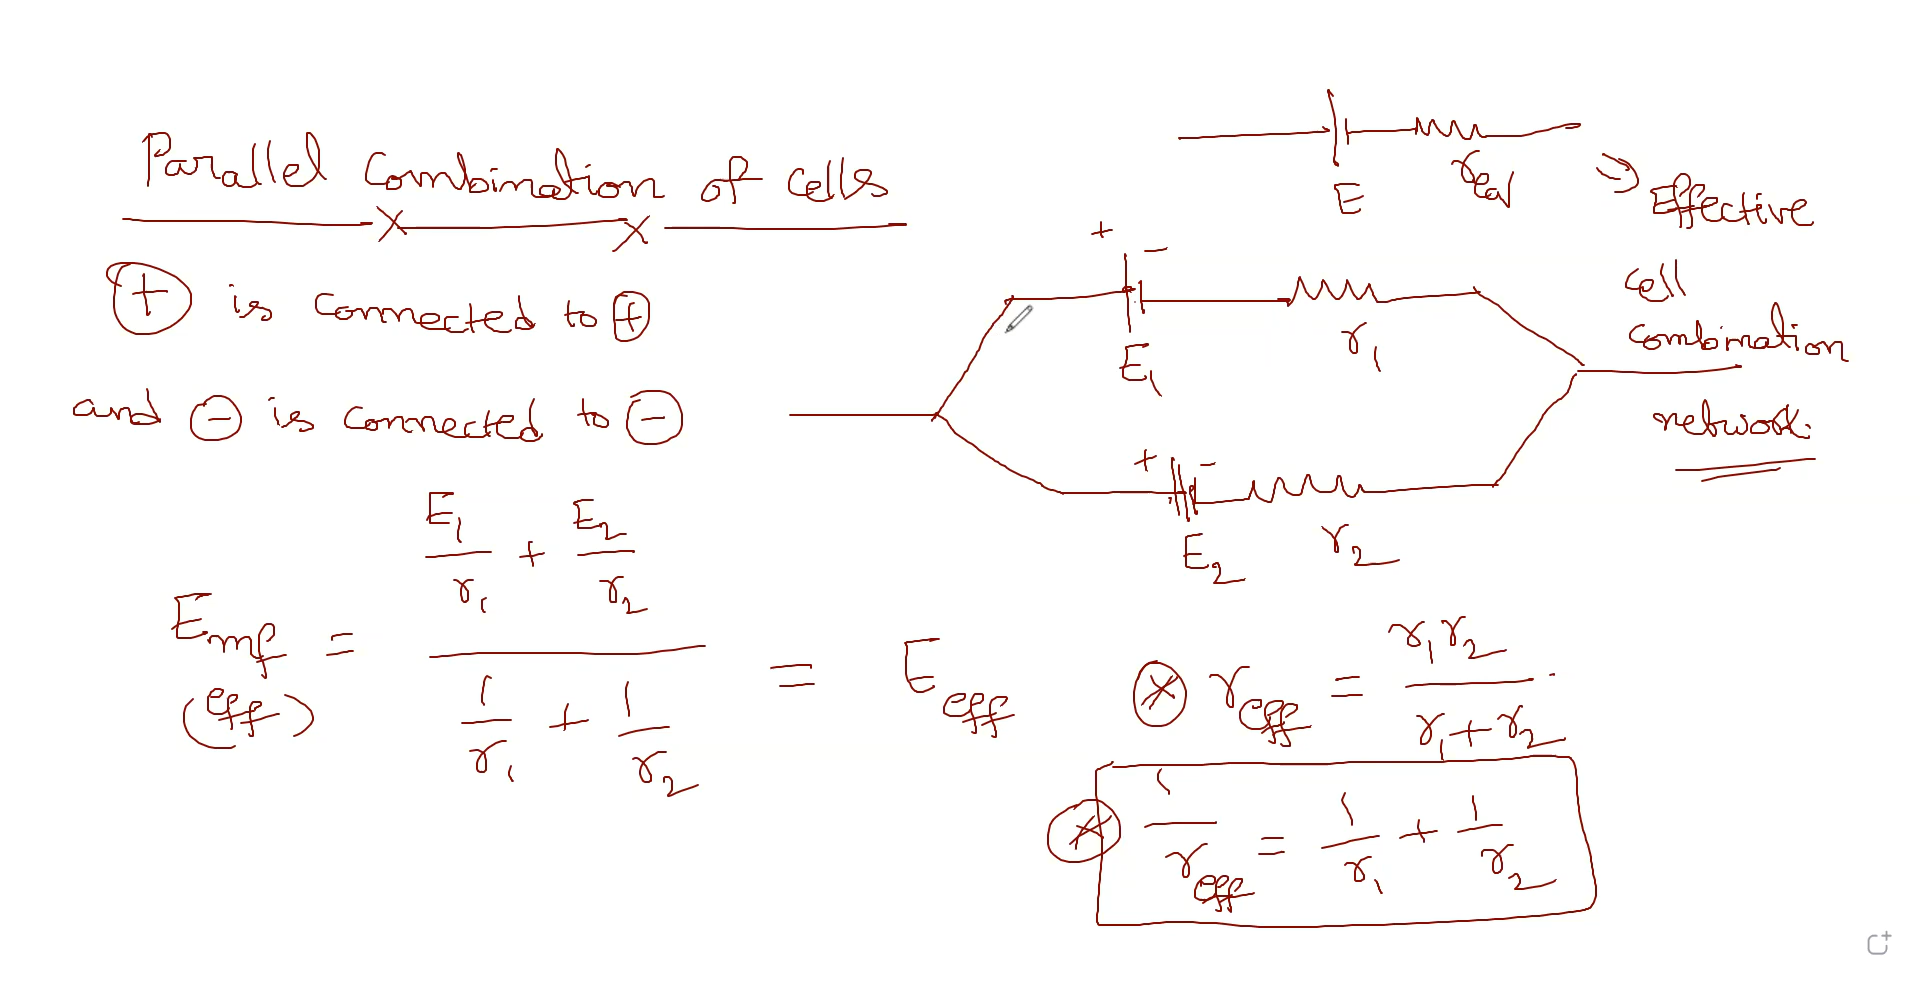 Parallel Combination of cells
+ is connected to +
and - is connected to -
E r_eq
→ Effective
cell
combination
network.
+ -
E₁ r₁
+ -
E₂ r₂
Emf (eff) = (E₁/r₁ + E₂/r₂) / (1/r₁ + 1/r₂) = E_eff
* r_eff = r₁r₂ / (r₁+r₂)
* 1/r_eff = 1/r₁ + 1/r₂